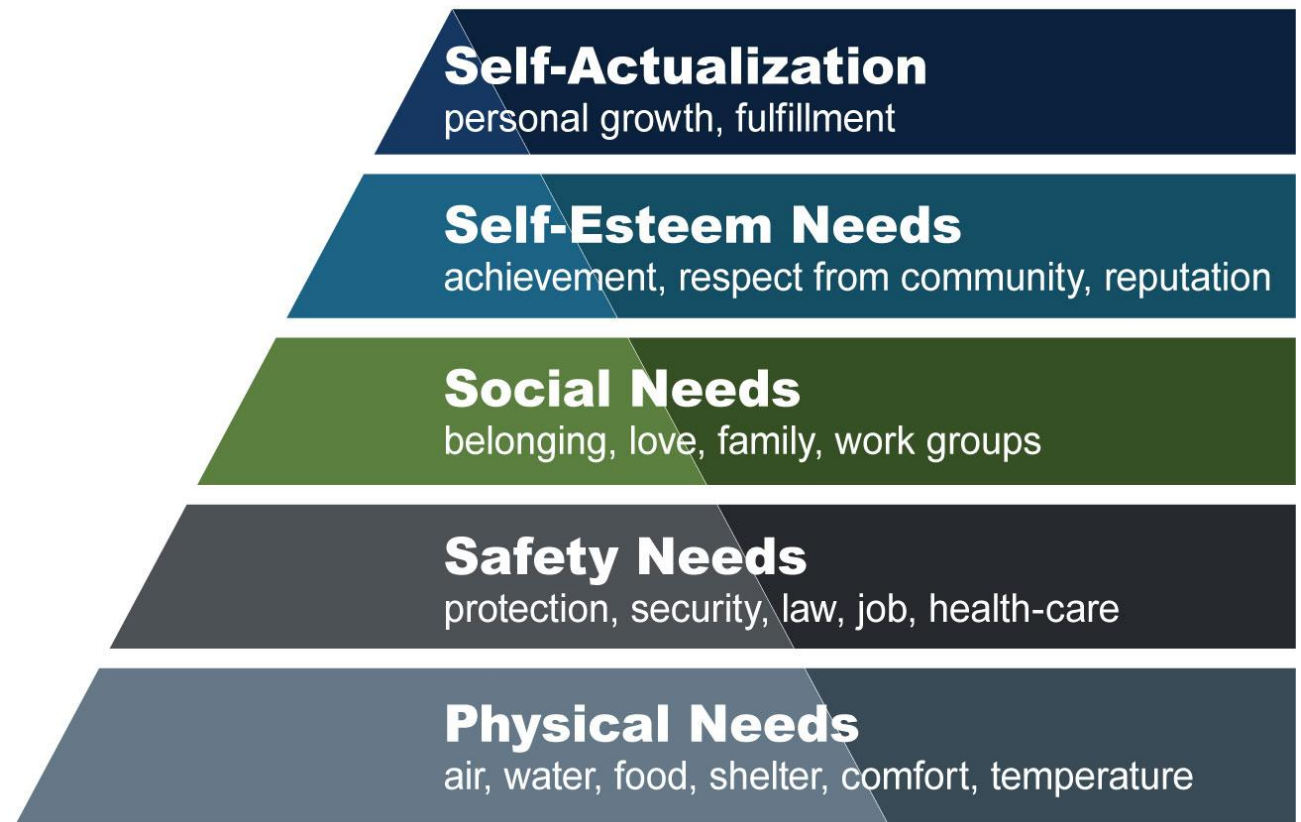 Self-Actualization
personal growth, fulfillment
Self-Esteem Needs
achievement, respect from community, reputation
Social Needs
belonging, love, family, work groups
Safety Needs
protection, security, law, job, health-care
Physical Needs
air, water, food, shelter, comfort, temperature